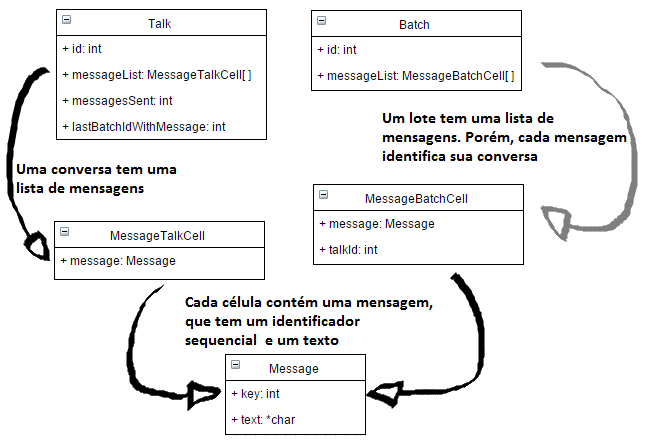 Talk
+ id: int
+ messageList: MessageTalkCell[ ]
+ messagesSent: int
+ lastBatchIdWithMessage: int
Batch
+ id: int
+ messageList: MessageBatchCell[ ]
Um lote tem uma lista de
mensagens. Porém, cada mensagem
identifica sua conversa
Uma conversa tem uma
lista de mensagens
MessageBatchCell
+ message: Message
+ talkId: int
MessageTalkCell
+ message: Message
Cada célula contém uma mensagem,
que tem um identificador
sequencial e um texto
Message
+ key: int
+ text: *char